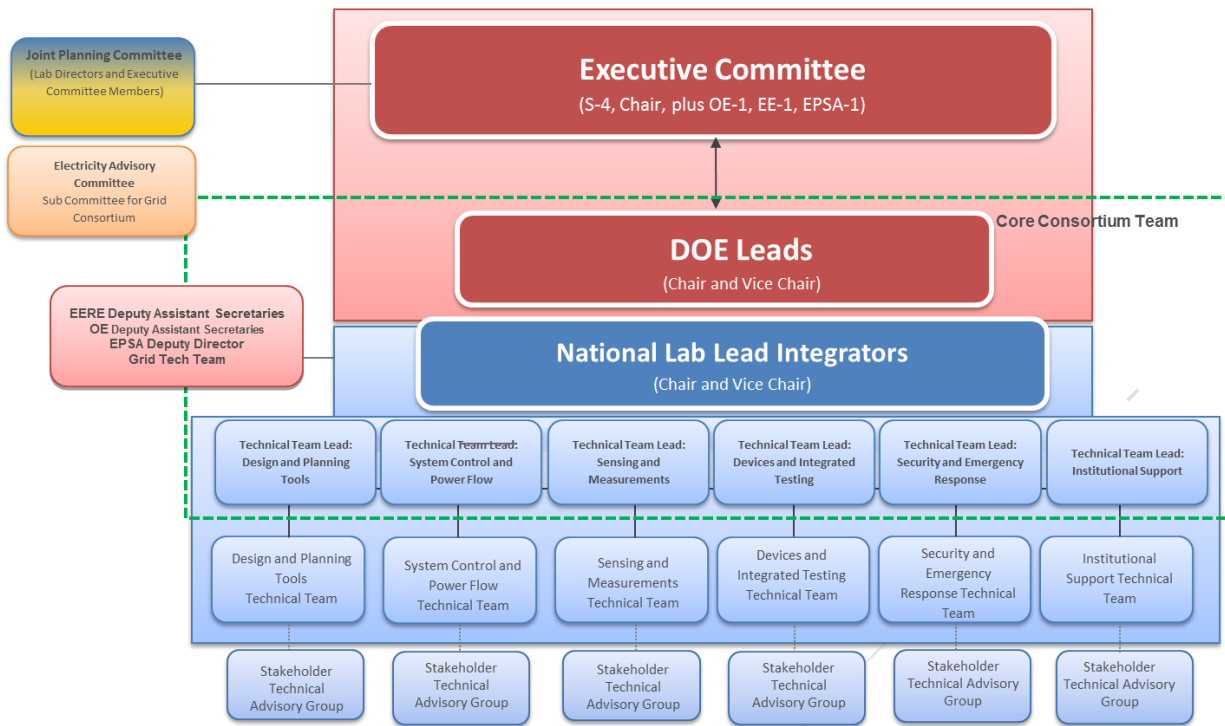 Joint Planning Committee
(Lab Directors and Executive
Committee Members)
Executive Committee
(S-4, Chair, plus OE-1, EE-1, EPSA-1)
Electricity Advisory
Committee
Sub Committee for Grid
Consortium
Core Consortium Team
DOE Leads
(Chair and Vice Chair)
EERE Deputy Assistant Secretaries
OE Deputy Assistant Secretaries
EPSA Deputy Director
Grid Tech Team
National Lab Lead Integrators
(Chair and Vice Chair)
Technical Team Lead:
Design and Planning
Tools
Technical Team Lead:
System Control and
Power Flow
Technical Team Lead:
Sensing and
Measurements
Technical Team Lead:
Devices and Integrated
Testing
Technical Team Lead:
Security and Emergency
Response
Technical Team Lead:
Institutional Support
Design and Planning
Tools
Technical Team
System Control and
Power Flow
Technical Team
Sensing and
Measurements
Technical Team
Devices and
Integrated Testing
Technical Team
Security and
Emergency
Response Technical
Team
Institutional
Support Technical
Team
Stakeholder
Technical
Advisory Group
Stakeholder
Technical
Advisory Group
Stakeholder
Technical
Advisory Group
Stakeholder
Technical
Advisory Group
Stakeholder
Technical Advisory
Group
Stakeholder
Technical Advisory
Group